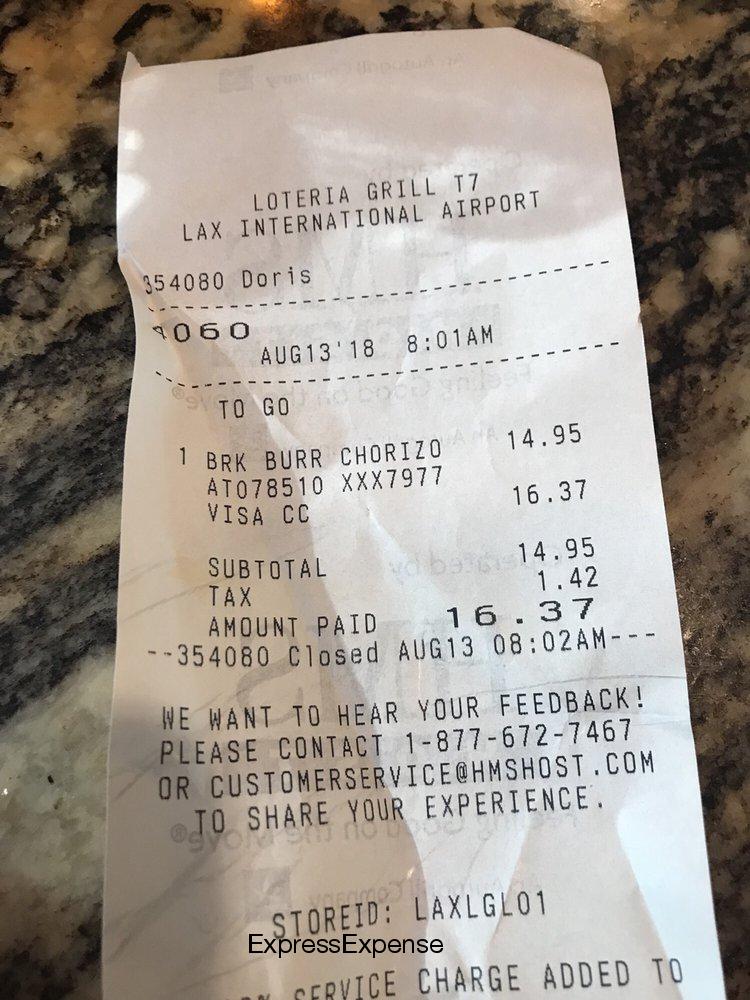 LOTERIA GRILL T7
LAX INTERNATIONAL AIRPORT
354080 Doris
4060
AUG13'18 8:01AM
TO GO
1 BRK BURR CHORIZO 14.95
AT078510 XXX7977
VISA CC 16.37
SUBTOTAL 14.95
TAX 1.42
AMOUNT PAID 16.37
--354080 Closed AUG13 08:02AM---
WE WANT TO HEAR YOUR FEEDBACK!
PLEASE CONTACT 1-877-672-7467
OR CUSTOMERSERVICE@HMSHOST.COM
TO SHARE YOUR EXPERIENCE.
STOREID: LAXLGL01
ExpressExpense
SERVICE CHARGE ADDED TO